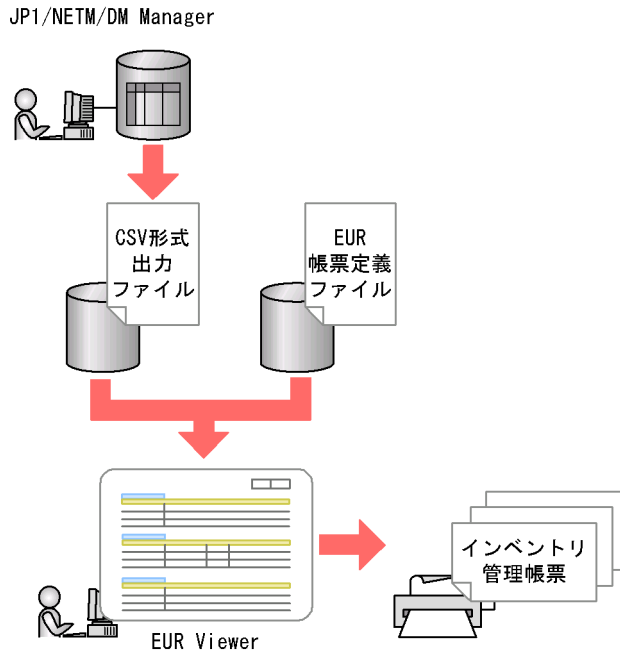 JP1/NETM/DM Manager
CSV形式
出力
ファイル
EUR
帳票定義
ファイル
インベントリ
管理帳票
EUR Viewer